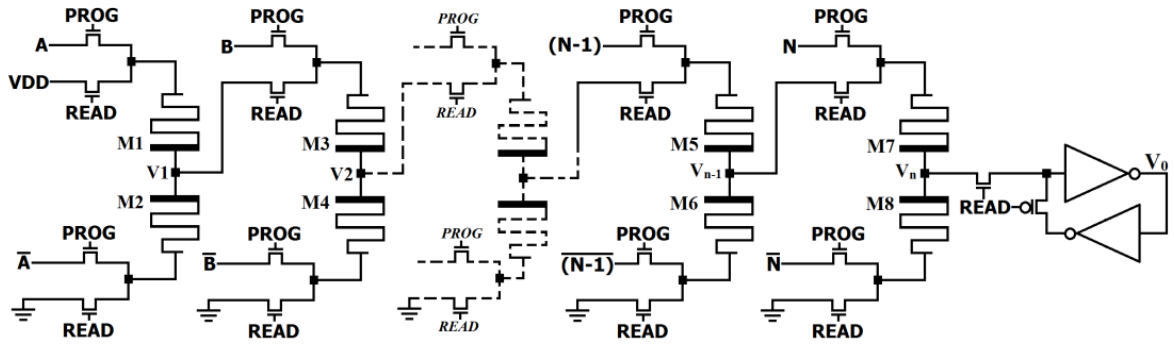 PROG
A
VDD
READ
M1
V1
M2
PROG
A̅
READ
PROG
B
READ
M3
V2
M4
PROG
B̅
READ
PROG
READ
PROG
READ
PROG
(N-1)
READ
M5
Vn-1
M6
PROG
(N-1)
READ
PROG
N
READ
M7
Vn
M8
PROG
N̅
READ
READ
V0